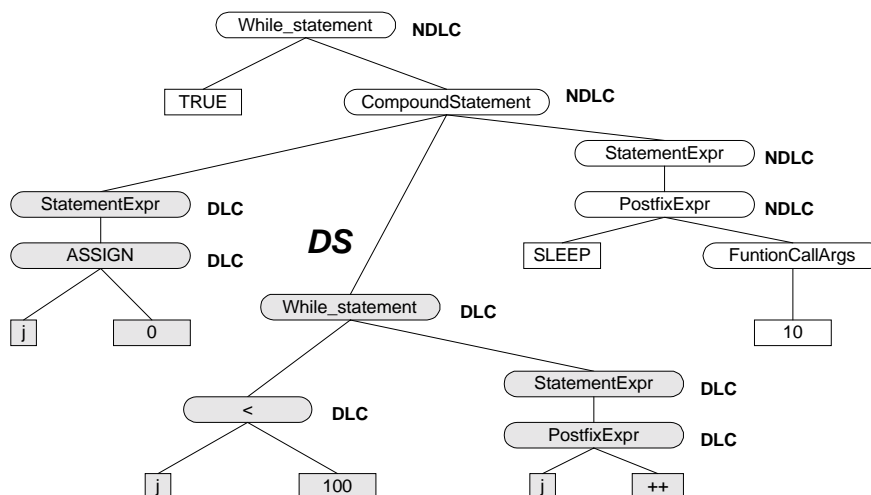 While_statement NDLC
TRUE CompoundStatement NDLC
StatementExpr NDLC
StatementExpr DLC PostfixExpr NDLC
DS
ASSIGN DLC SLEEP FuntionCallArgs
While_statement DLC
j 0 10
StatementExpr DLC
< DLC
PostfixExpr DLC
j 100 j ++